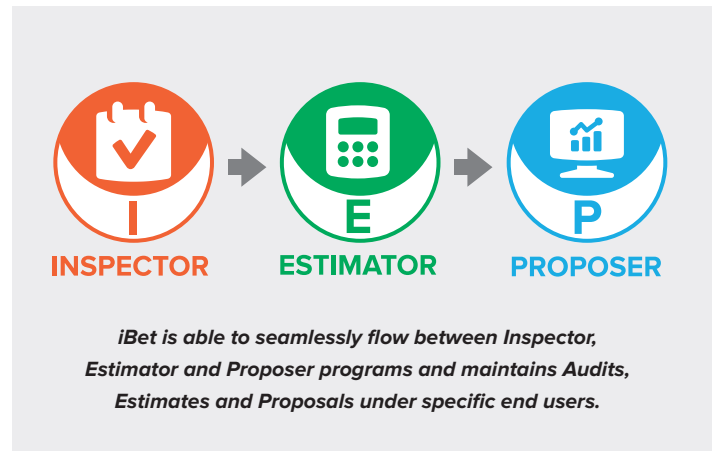 I
E
P
INSPECTOR
ESTIMATOR
PROPOSER
iBet is able to seamlessly flow between Inspector,
Estimator and Proposer programs and maintains Audits,
Estimates and Proposals under specific end users.